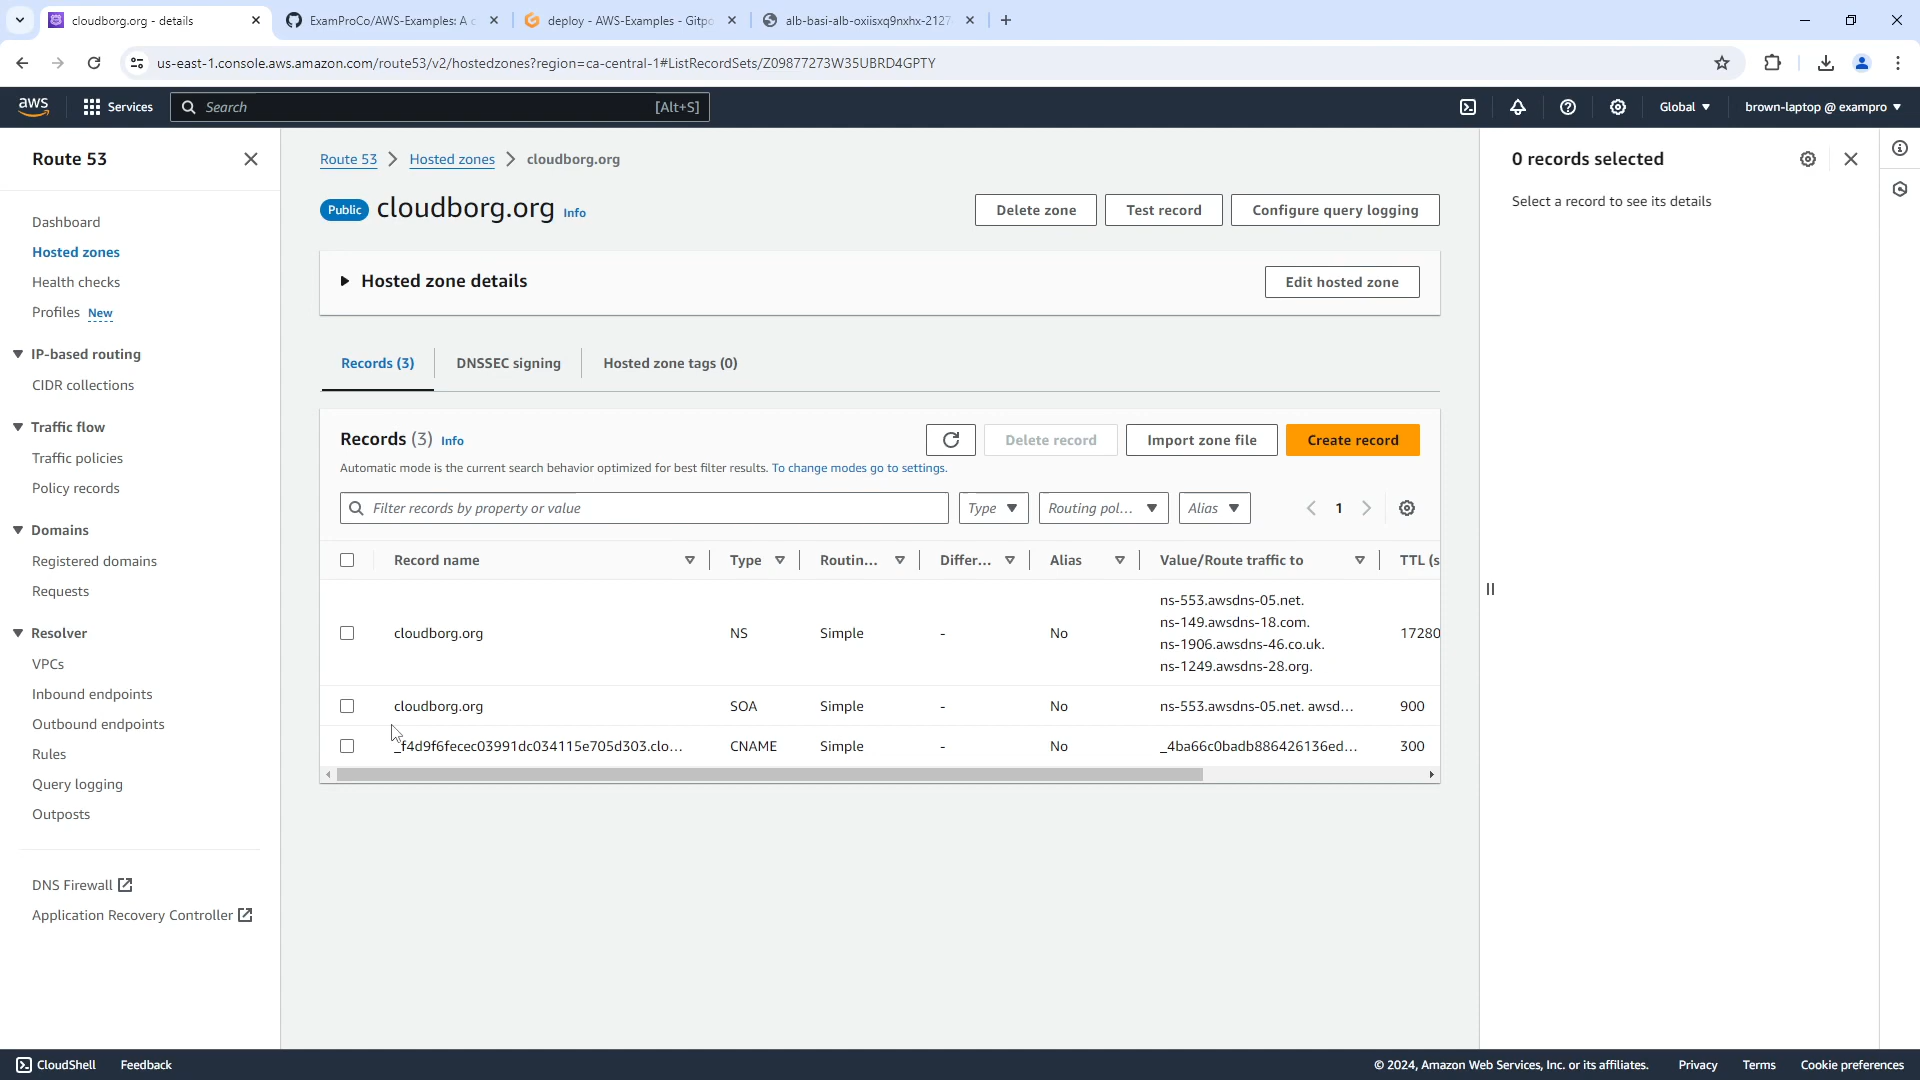 cloudborg.org - details
ExamProCo/AWS-Examples: A c
deploy - AWS-Examples - Gitpo
alb-basi-alb-oxiisxq9nxhx-2127
us-east-1.console.aws.amazon.com/route53/v2/hostedzones?region=ca-central-1#ListRecordSets/Z09877273W35UBRD4GPTY
aws
Services
Search
[Alt+S]
Global
brown-laptop @ exampro
Route 53
Dashboard
Hosted zones
Health checks
Profiles New
IP-based routing
CIDR collections
Traffic flow
Traffic policies
Policy records
Domains
Registered domains
Requests
Resolver
VPCs
Inbound endpoints
Outbound endpoints
Rules
Query logging
Outposts
DNS Firewall
Application Recovery Controller
Route 53 > Hosted zones > cloudborg.org
Public cloudborg.org Info
Delete zone
Test record
Configure query logging
Hosted zone details
Edit hosted zone
Records (3)
DNSSEC signing
Hosted zone tags (0)
Records (3) Info
Delete record
Import zone file
Create record
Automatic mode is the current search behavior optimized for best filter results. To change modes go to settings.
Filter records by property or value
Type
Routing pol...
Alias
1
Record name Type Routin... Differ... Alias Value/Route traffic to TTL (s
cloudborg.org NS Simple - No ns-553.awsdns-05.net.
ns-149.awsdns-18.com.
ns-1906.awsdns-46.co.uk.
ns-1249.awsdns-28.org.
17280
cloudborg.org SOA Simple - No ns-553.awsdns-05.net. awsd... 900
_f4d9f6fecec03991dc034115e705d303.clo... CNAME Simple - No _4ba66c0badb886426136ed... 300
0 records selected
Select a record to see its details
CloudShell
Feedback
© 2024, Amazon Web Services, Inc. or its affiliates.
Privacy
Terms
Cookie preferences